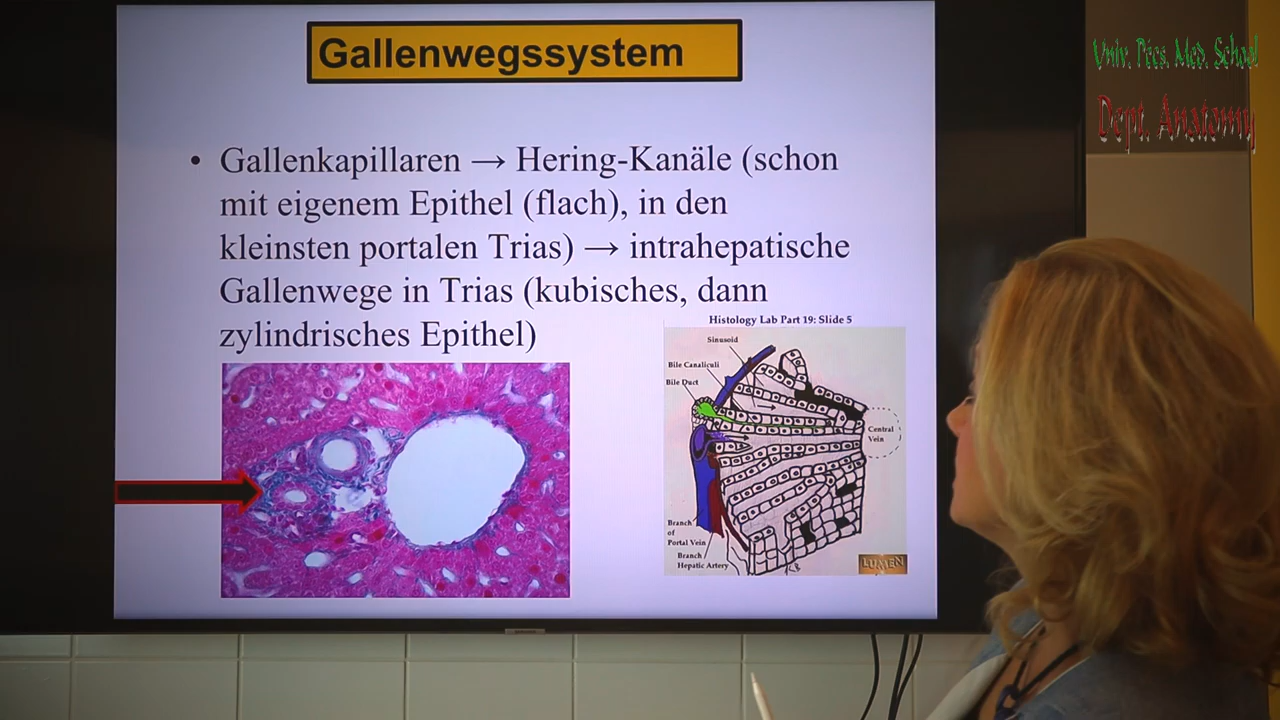 Gallenwegssystem
Univ. Pécs. Med. School
Dept. Anatomy
• Gallenkapillaren → Hering-Kanäle (schon
mit eigenem Epithel (flach), in den
kleinsten portalen Trias) → intrahepatische
Gallenwege in Trias (kubisches, dann
zylindrisches Epithel)
Histology Lab Part 19: Slide 5
Sinusoid
Bile Canaliculi
Bile Duct
Central
Vein
Branch
of
Portal Vein
Branch
Hepatic Artery
LUMEN